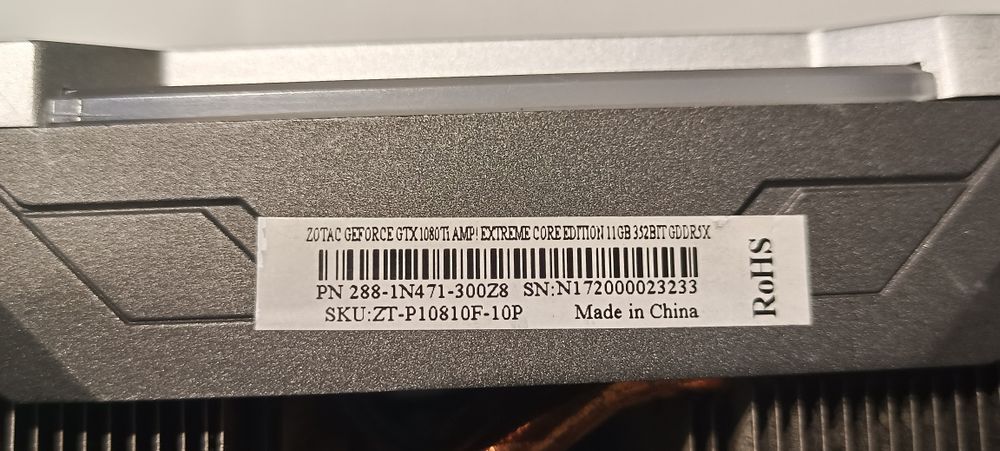 ZOTAC GEFORCE GTX 1080Ti AMP! EXTREME CORE EDITION 11GB 352BIT GDDR5X
PN 288-1N471-300Z8 SN:N172000023233
SKU:ZT-P10810F-10P Made in China
RoHS